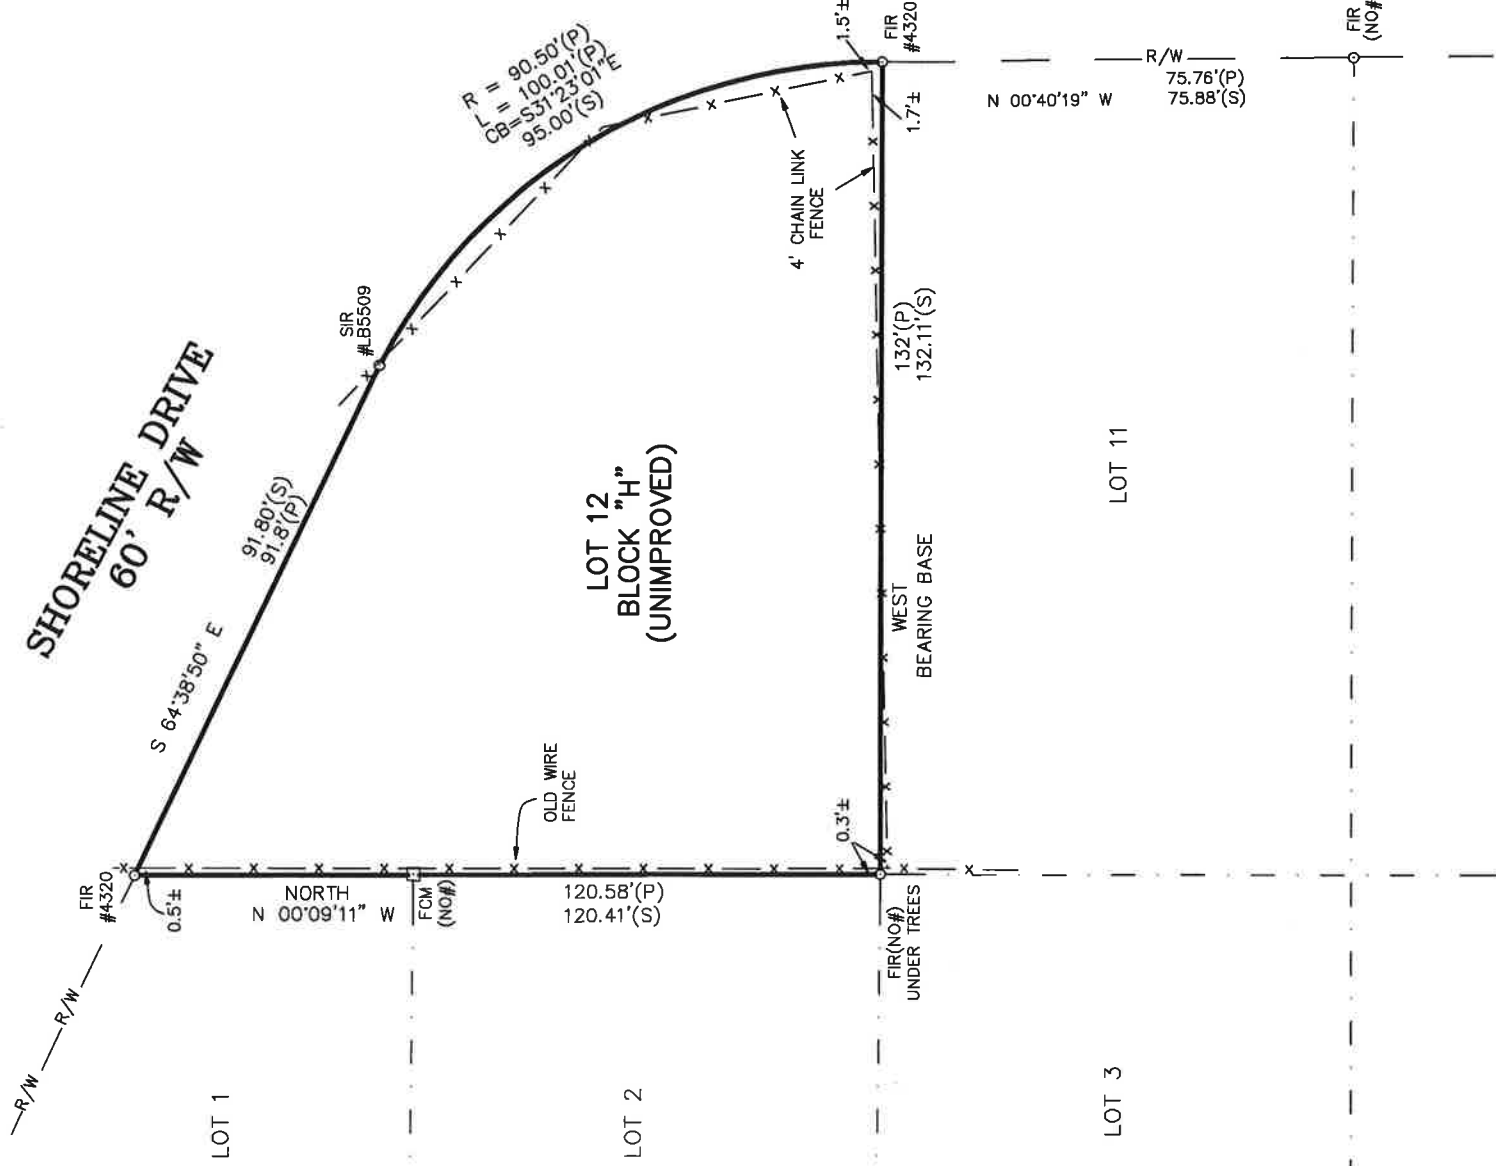 SHORELINE DRIVE
60' R/W
R = 90.50'(P)
L = 100.01'(P)
CB=S31°23'01"E
95.00'(S)
1.5'±
FIR
#4320
R/W
75.76'(P)
75.88'(S)
N 00°40'19" W
FIR
(NO#
1.7'±
4' CHAIN LINK
FENCE
SIR
#LB5509
91.80'(S)
91.8'(P)
S 64°38'50" E
132'(P)
132.11'(S)
LOT 12
BLOCK "H"
(UNIMPROVED)
LOT 11
WEST
BEARING BASE
OLD WIRE
FENCE
0.3'±
FIR
#4320
0.5'±
NORTH
N 00°09'11" W
FCM
(NO#)
120.58'(P)
120.41'(S)
FIR(NO#)
UNDER TREES
R/W
R/W
LOT 1
LOT 2
LOT 3